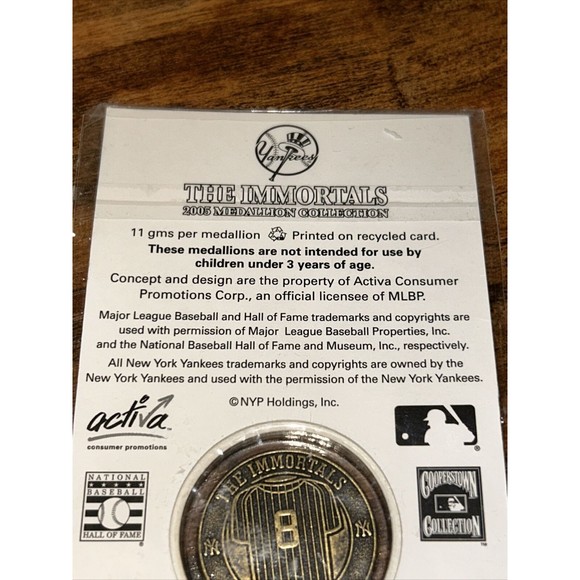 Yankees
THE IMMORTALS
2005 MEDALLION COLLECTION
11 gms per medallion Printed on recycled card.
These medallions are not intended for use by
children under 3 years of age.
Concept and design are the property of Activa Consumer
Promotions Corp., an official licensee of MLBP.
Major League Baseball and Hall of Fame trademarks and copyrights are
used with permission of Major League Baseball Properties, Inc.
and the National Baseball Hall of Fame and Museum, Inc., respectively.
All New York Yankees trademarks and copyrights are owned by the
New York Yankees and used with the permission of the New York Yankees.
©NYP Holdings, Inc.
activa
consumer promotions
®
NATIONAL
BASEBALL
HALL OF FAME
COOPERSTOWN
COLLECTION
TM
THE IMMORTALS
NY
8
NY